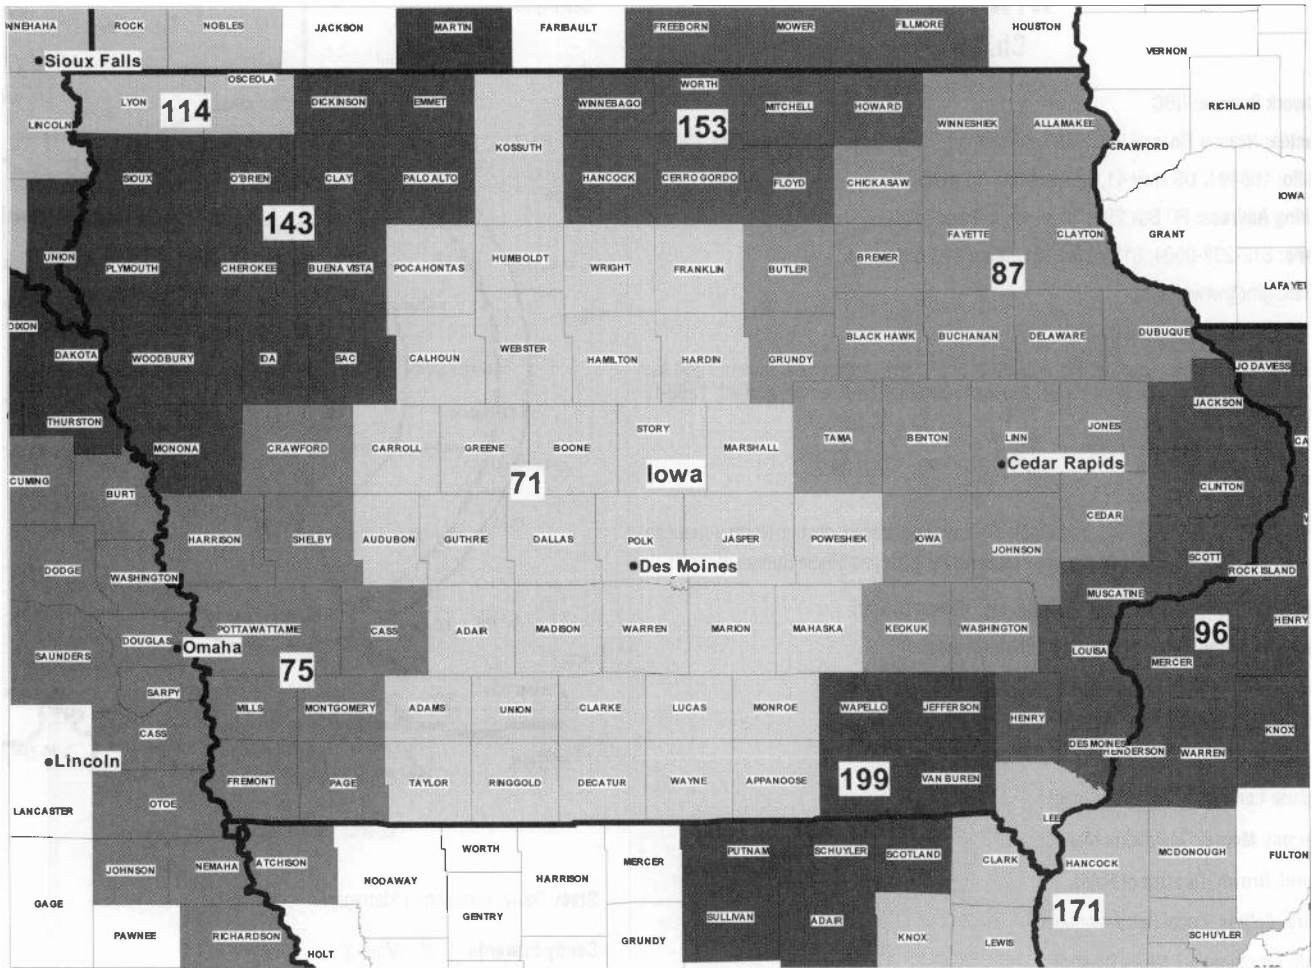 NNEHAHA ROCK NOBLES JACKSON MARTIN FARIBAULT FREEBORN MOWER FILLMORE HOUSTON
VERNON
Sioux Falls
OSCEOLA
LYON 114 DICKINSON EMMET WINNEBAGO WORTH MITCHELL HOWARD RICHLAND
LINCOLN 153 WINNESHIEK ALLAMAKEE
KOSSUTH CRAWFORD
SIOUX O'BRIEN CLAY PALO ALTO HANCOCK CERRO GORDO FLOYD CHICKASAW
IOWA
143
FAYETTE CLAYTON GRANT
UNION PLYMOUTH CHEROKEE BUENA VISTA POCAHONTAS HUMBOLDT WRIGHT FRANKLIN BUTLER BREMER
87
LAFAYET
DIXON
BLACK HAWK BUCHANAN DELAWARE DUBUQUE
DAKOTA WOODBURY IDA SAC CALHOUN WEBSTER HAMILTON HARDIN GRUNDY
JO DAVIESS
THURSTON JACKSON
MONONA CRAWFORD CARROLL GREENE BOONE STORY MARSHALL TAMA BENTON LINN JONES CA
Cedar Rapids
71 Iowa
CUMING BURT CLINTON
CEDAR
HARRISON SHELBY AUDUBON GUTHRIE DALLAS POLK JASPER POWESHIEK IOWA JOHNSON
SCOTT
DODGE WASHINGTON Des Moines ROCK ISLAND
MUSCATINE
HENRY
POTTAWATTAMIE CASS ADAIR MADISON WARREN MARION MAHASKA KEOKUK WASHINGTON 96
DOUGLAS Omaha
SAUNDERS LOUISA MERCER
75
SARPY
MILLS MONTGOMERY ADAMS UNION CLARKE LUCAS MONROE WAPELLO JEFFERSON HENRY
CASS KNOX
DES MOINES HENDERSON WARREN
Lincoln
FREMONT PAGE TAYLOR RINGGOLD DECATUR WAYNE APPANOOSE 199 VAN BUREN
OTOE
LANCASTER LEE
WORTH PUTNAM SCHUYLER SCOTLAND MCDONOUGH
JOHNSON NEMAHA ATCHISON MERCER CLARK HANCOCK FULTON
NODAWAY HARRISON
GAGE 171
GENTRY SULLIVAN ADAIR
PAWNEE RICHARDSON HOLT GRUNDY KNOX LEWIS SCHUYLER